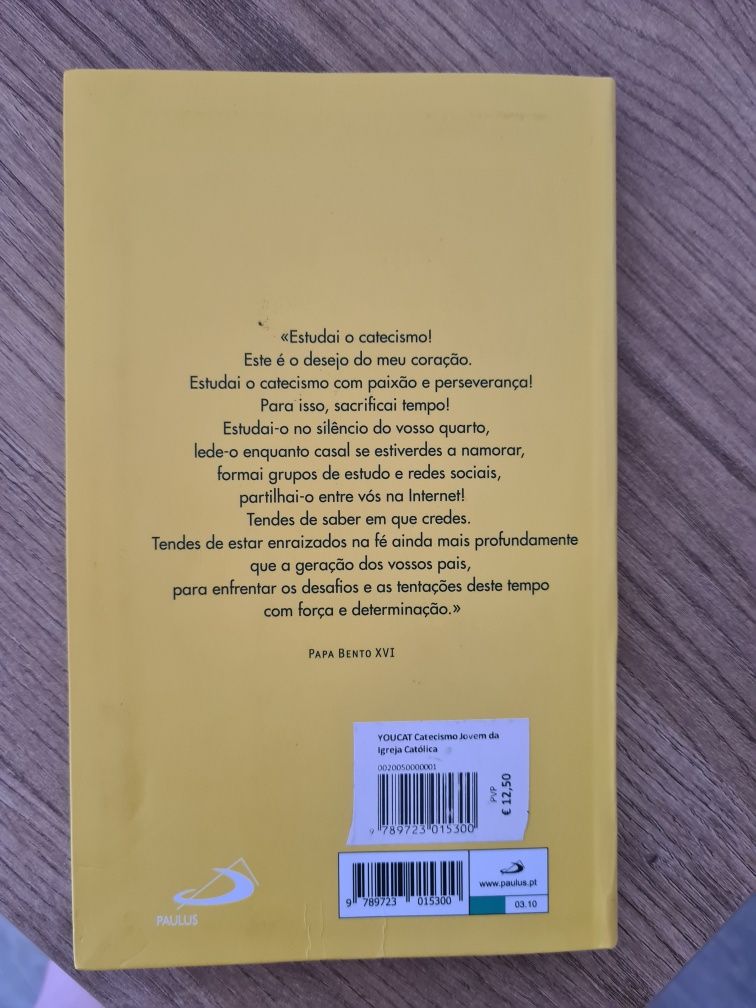 «Estudai o catecismo!
Este é o desejo do meu coração.
Estudai o catecismo com paixão e perseverança!
Para isso, sacrificai tempo!
Estudai-o no silêncio do vosso quarto,
lede-o enquanto casal se estiverdes a namorar,
formai grupos de estudo e redes sociais,
partilhai-o entre vós na Internet!
Tendes de saber em que credes.
Tendes de estar enraizados na fé ainda mais profundamente
que a geração dos vossos pais,
para enfrentar os desafios e as tentações deste tempo
com força e determinação.»
PAPA BENTO XVI
YOUCAT Catecismo Jovem da
Igreja Católica
0020050000001
PVP
€ 12,50
9 789723 015300
PAULUS
9 789723 015300
www.paulus.pt
03.10